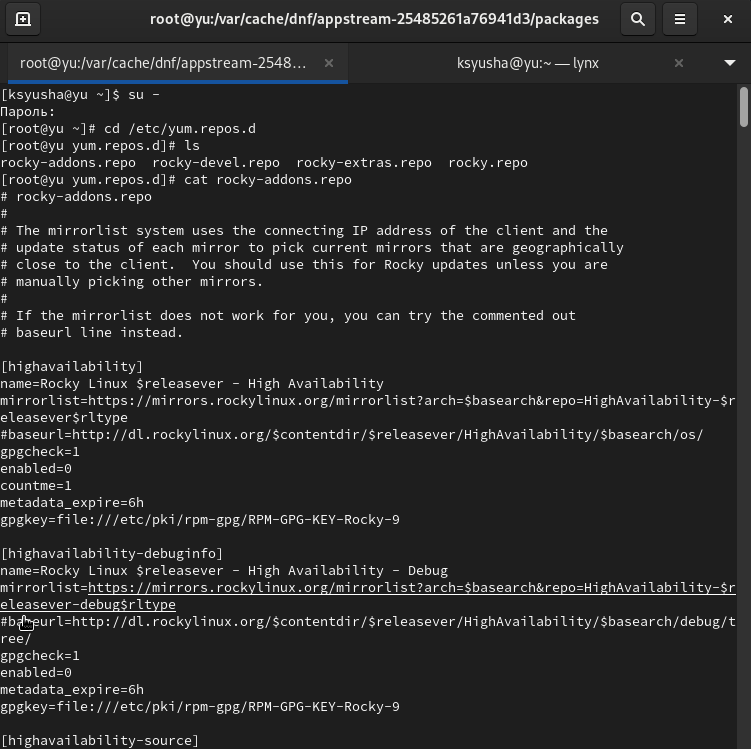 root@yu:/var/cache/dnf/appstream-25485261a76941d3/packages
root@yu:/var/cache/dnf/appstream-2548...
ksyusha@yu:~ — lynx
[ksyusha@yu ~]$ su -
Пароль:
[root@yu ~]# cd /etc/yum.repos.d
[root@yu yum.repos.d]# ls
rocky-addons.repo  rocky-devel.repo  rocky-extras.repo  rocky.repo
[root@yu yum.repos.d]# cat rocky-addons.repo
# rocky-addons.repo
#
# The mirrorlist system uses the connecting IP address of the client and the
# update status of each mirror to pick current mirrors that are geographically
# close to the client.  You should use this for Rocky updates unless you are
# manually picking other mirrors.
#
# If the mirrorlist does not work for you, you can try the commented out
# baseurl line instead.
[highavailability]
name=Rocky Linux $releasever - High Availability
mirrorlist=https://mirrors.rockylinux.org/mirrorlist?arch=$basearch&repo=HighAvailability-$r
eleasever$rltype
#baseurl=http://dl.rockylinux.org/$contentdir/$releasever/HighAvailability/$basearch/os/
gpgcheck=1
enabled=0
countme=1
metadata_expire=6h
gpgkey=file:///etc/pki/rpm-gpg/RPM-GPG-KEY-Rocky-9
[highavailability-debuginfo]
name=Rocky Linux $releasever - High Availability - Debug
mirrorlist=https://mirrors.rockylinux.org/mirrorlist?arch=$basearch&repo=HighAvailability-$r
eleasever-debug$rltype
#baseurl=http://dl.rockylinux.org/$contentdir/$releasever/HighAvailability/$basearch/debug/t
ree/
gpgcheck=1
enabled=0
metadata_expire=6h
gpgkey=file:///etc/pki/rpm-gpg/RPM-GPG-KEY-Rocky-9
[highavailability-source]